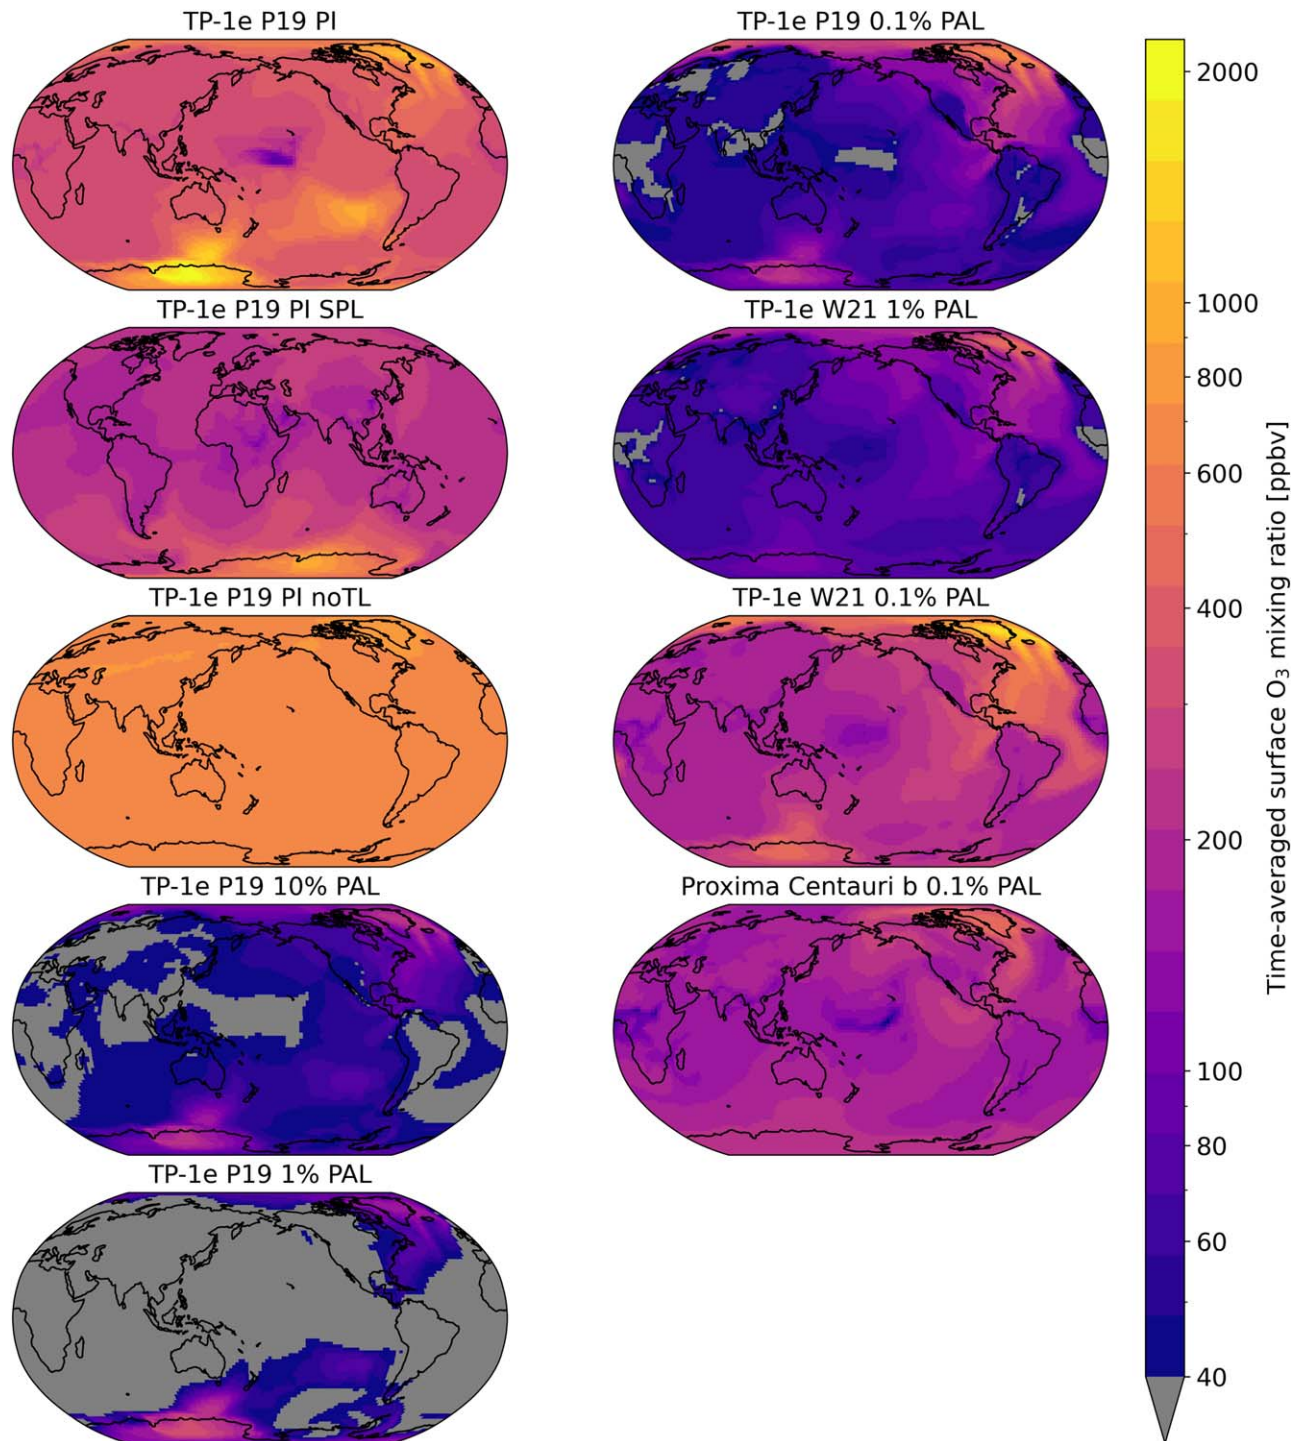 TP-1e P19 PI
TP-1e P19 0.1% PAL
TP-1e P19 PI SPL
TP-1e W21 1% PAL
TP-1e P19 PI noTL
TP-1e W21 0.1% PAL
TP-1e P19 10% PAL
Proxima Centauri b 0.1% PAL
TP-1e P19 1% PAL
2000
1000
800
600
400
200
100
80
60
40
Time-averaged surface O₃ mixing ratio [ppbv]